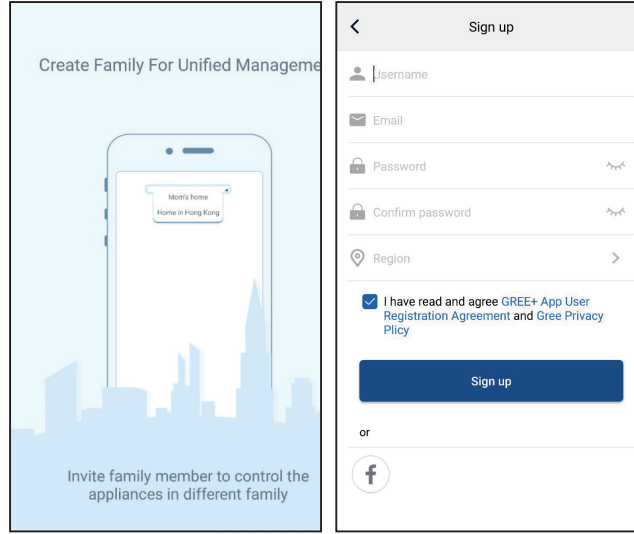 Create Family For Unified Manageme
Mom's home
Home in Hong Kong
Invite family member to control the
appliances in different family
Sign up
Username
Email
Password
Confirm password
Region
I have read and agree GREE+ App User
Registration Agreement and Gree Privacy
Plicy
Sign up
or
f